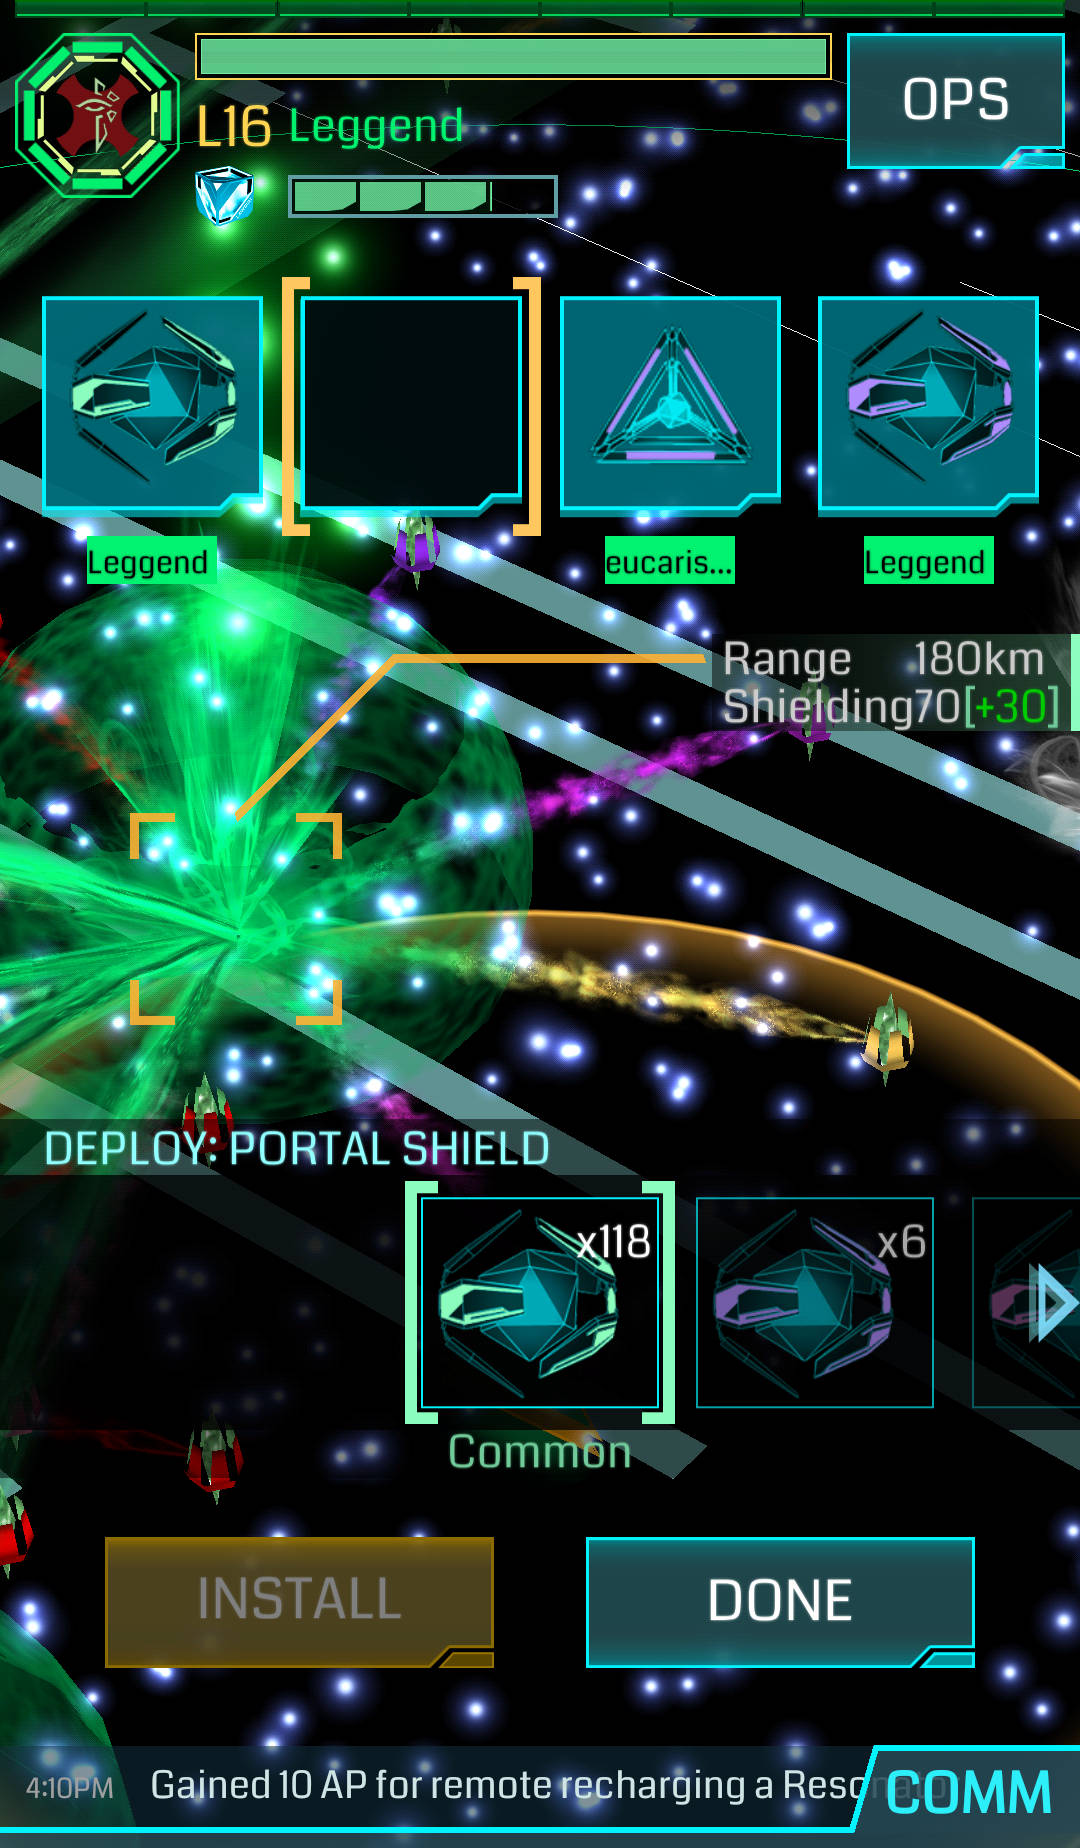 L16 Leggend
OPS
Leggend
eucaris...
Leggend
Range 180km
Shielding70[+30]
DEPLOY: PORTAL SHIELD
x118
x6
Common
INSTALL
DONE
4:10PM Gained 10 AP for remote recharging a Resonator
COMM